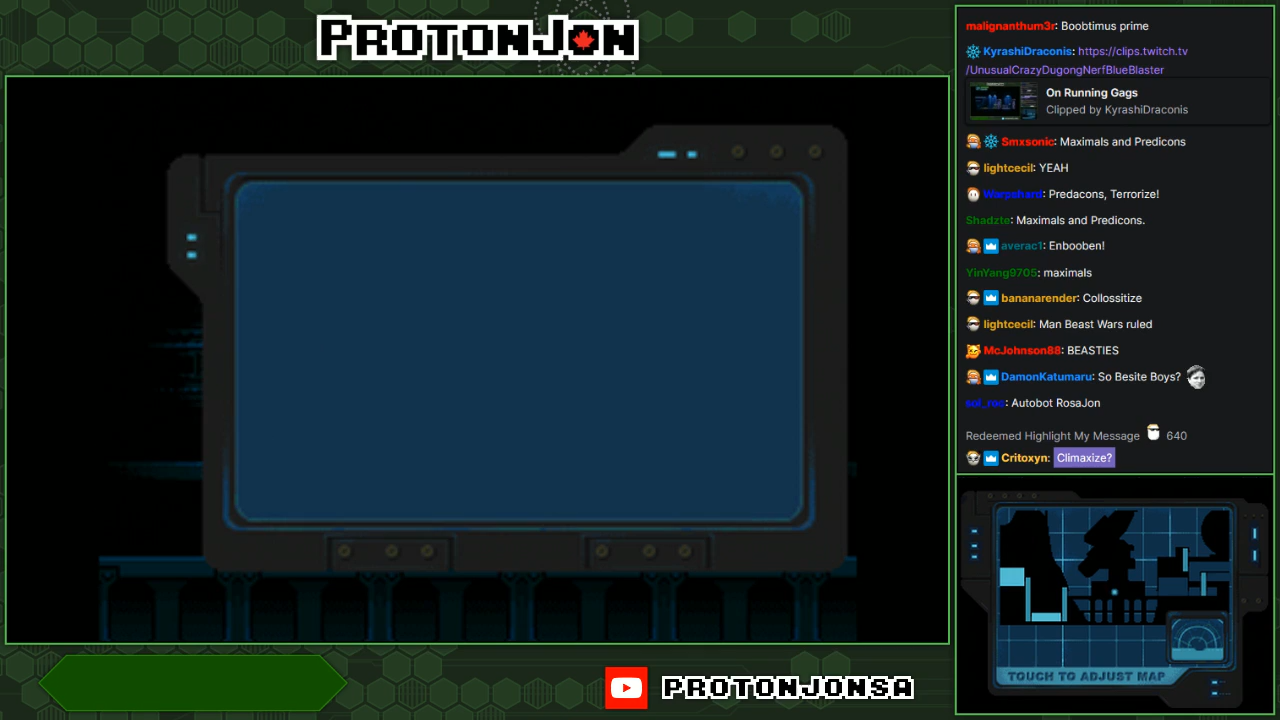 PROTONJON
malignanthum3r: Boobtimus prime
KyrashiDraconis: https://clips.twitch.tv
/UnusualCrazyDugongNerfBlueBlaster
On Running Gags
Clipped by KyrashiDraconis
Smxsonic: Maximals and Predicons
lightcecil: YEAH
Warpshard: Predacons, Terrorize!
Shadzte: Maximals and Predicons.
averac1: Enbooben!
YinYang9705: maximals
bananarender: Collossitize
lightcecil: Man Beast Wars ruled
McJohnson88: BEASTIES
DamonKatumaru: So Besite Boys?
: Autobot RosaJon
Redeemed Highlight My Message 640
Critoxyn: Climaxize?
TOUCH TO ADJUST MAP
PROTONJONSA